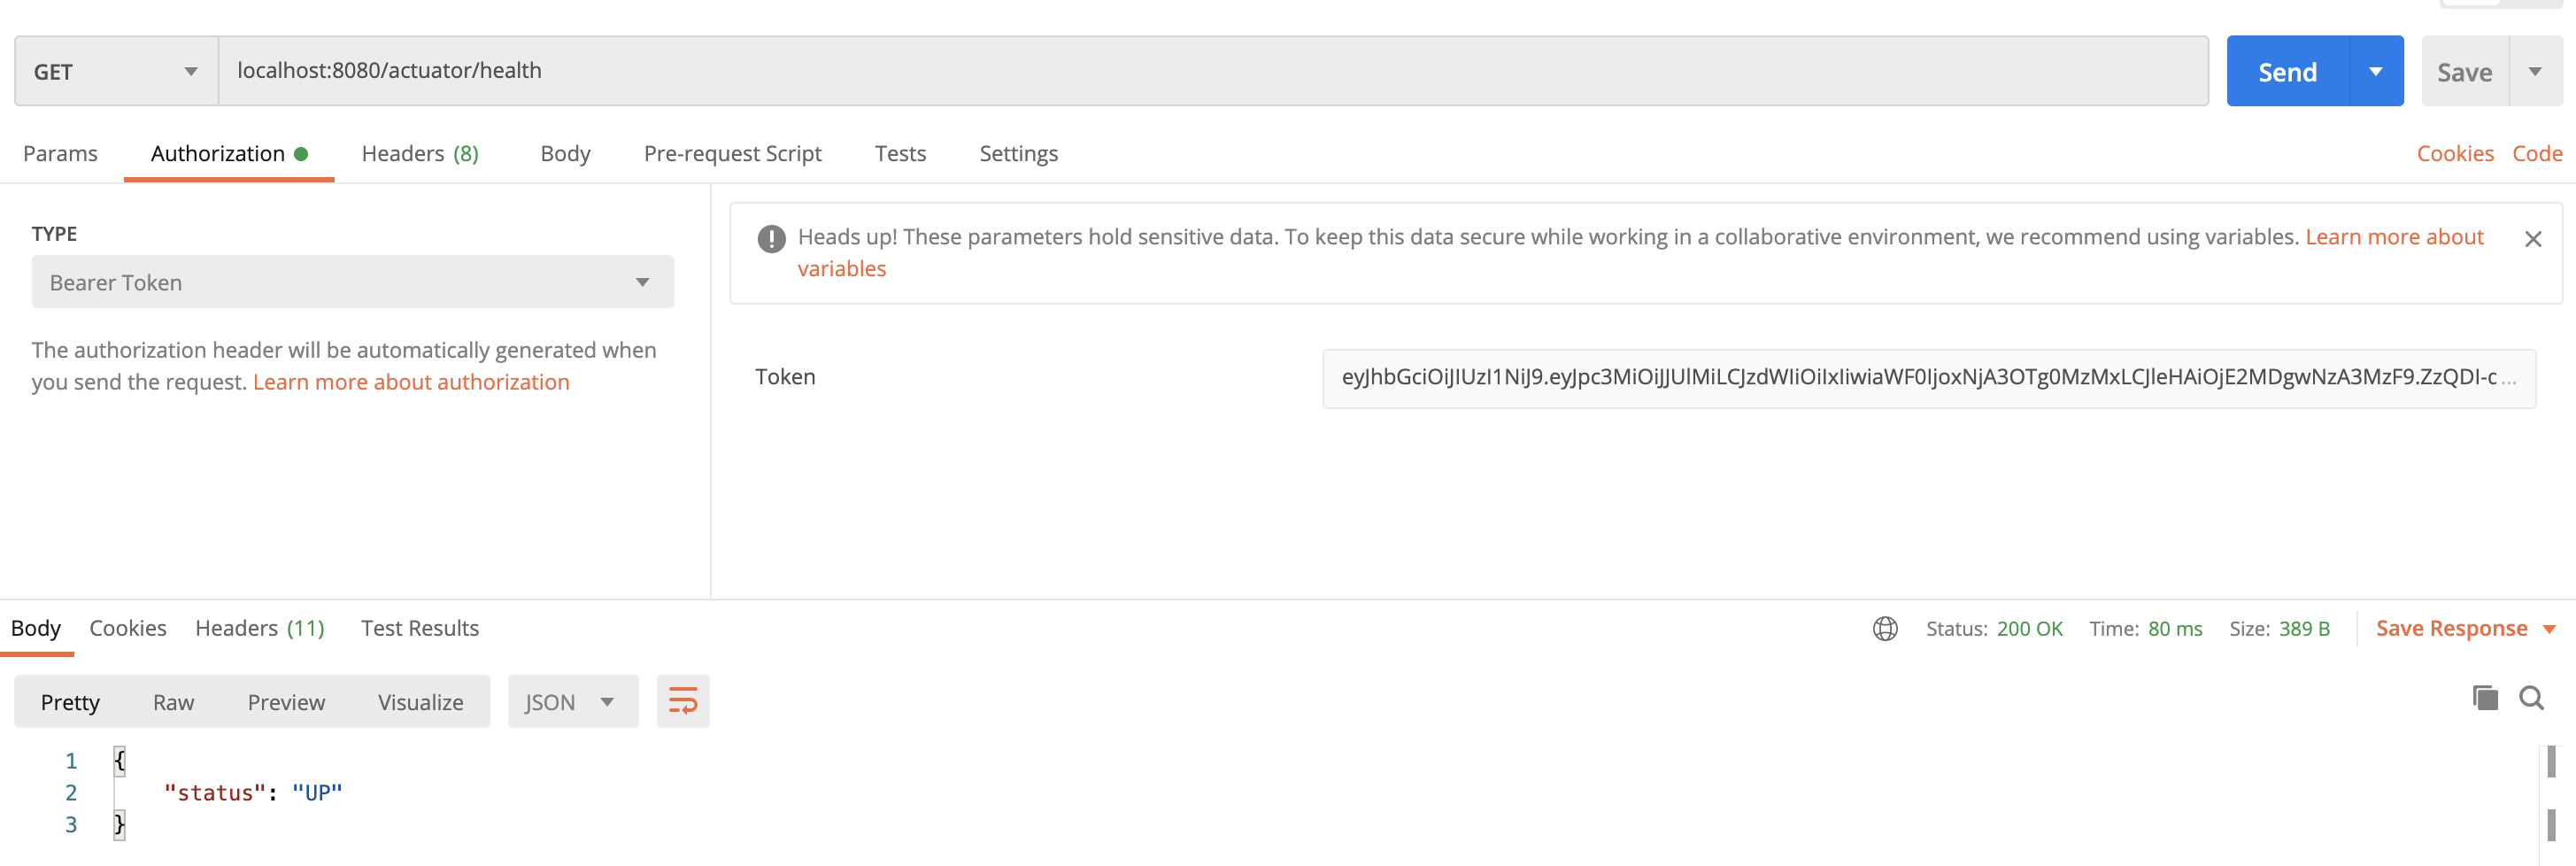 GET localhost:8080/actuator/health Send Save
Params Authorization Headers (8) Body Pre-request Script Tests Settings Cookies Code
TYPE
Bearer Token
The authorization header will be automatically generated when
you send the request. Learn more about authorization
Heads up! These parameters hold sensitive data. To keep this data secure while working in a collaborative environment, we recommend using variables. Learn more about
variables
Token eyJhbGciOiJIUzI1NiJ9.eyJpc3MiOiJJUlMiLCJzdWIiOiIxIiwiaWF0IjoxNjA3OTg0MzMxLCJleHAiOjE2MDgwNzA3MzF9.ZzQDI-c...
Body Cookies Headers (11) Test Results Status: 200 OK Time: 80 ms Size: 389 B Save Response
Pretty Raw Preview Visualize JSON
1 {
2 "status": "UP"
3 }